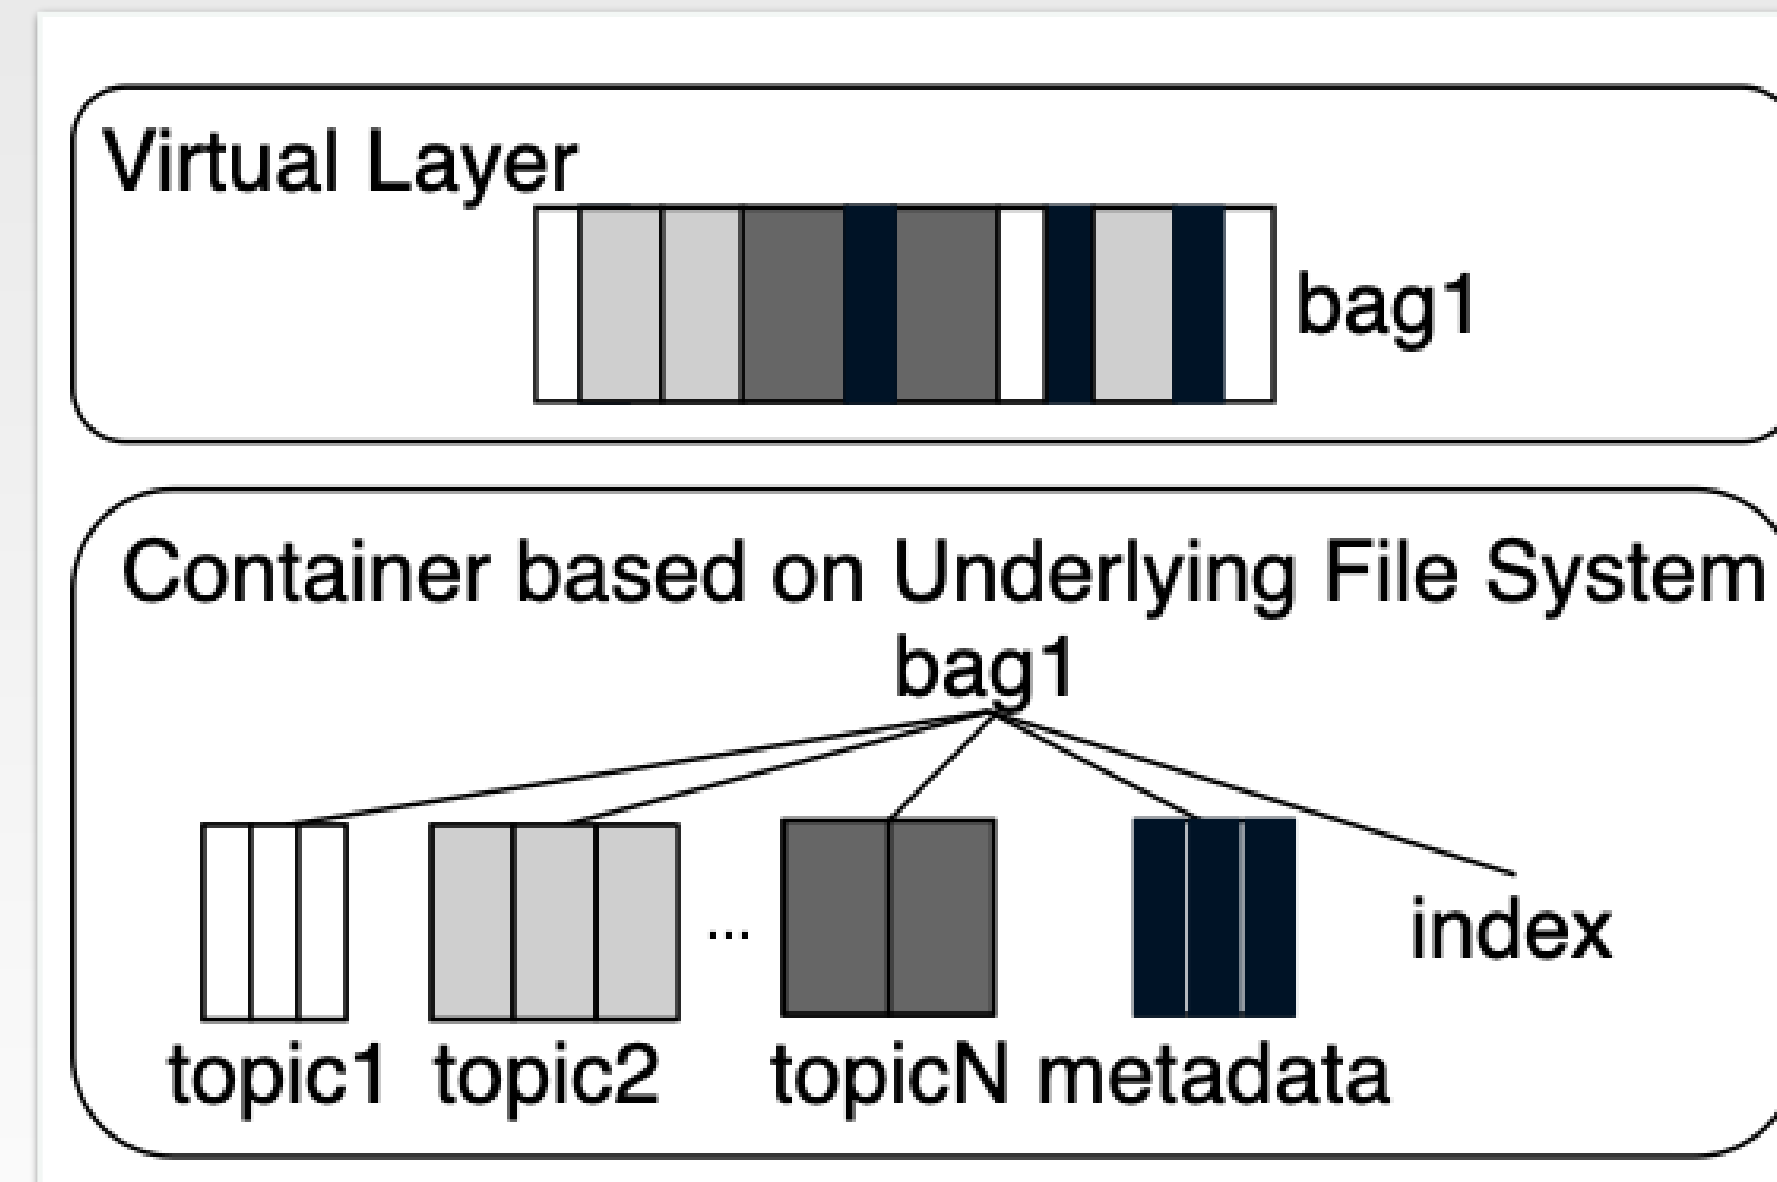 Virtual Layer
bag1
Container based on Underlying File System
bag1
...
index
topic1 topic2 topicN metadata